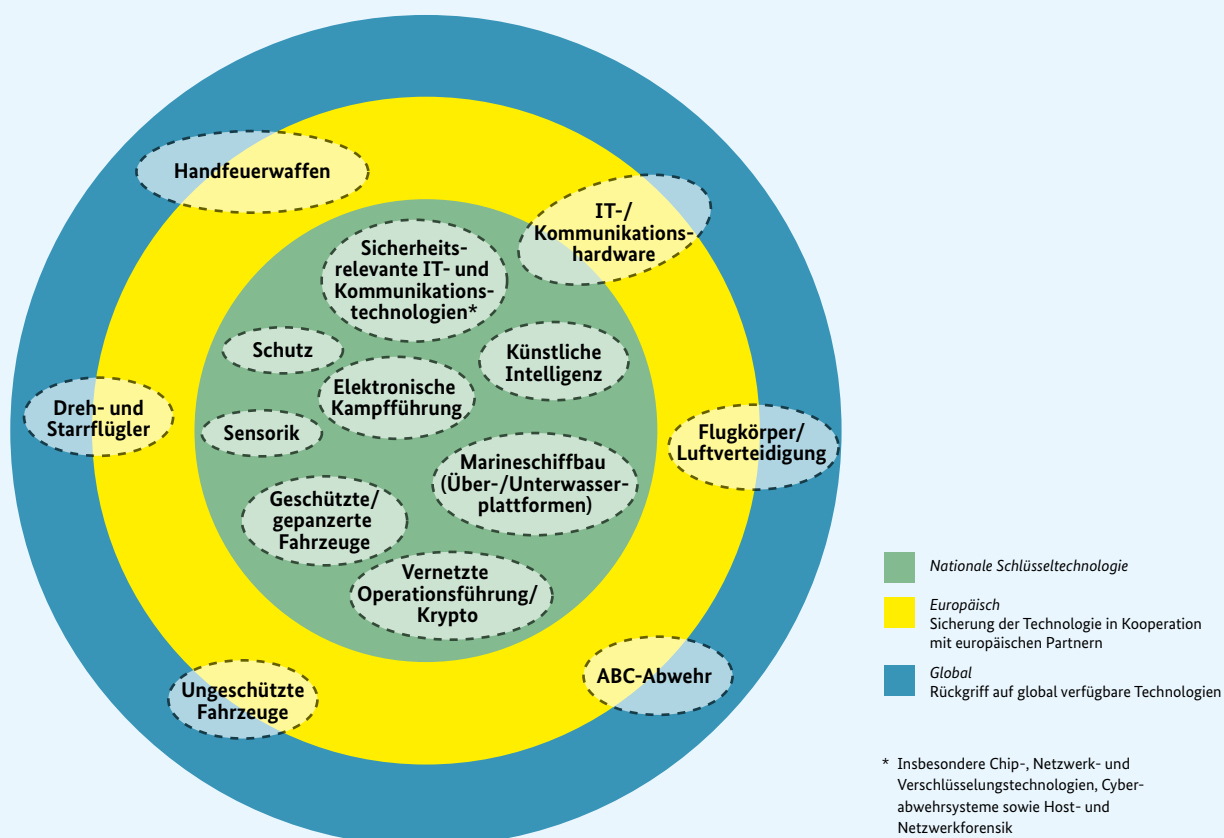 Handfeuerwaffen
IT-/
Kommunikations-
hardware
Sicherheits-
relevante IT- und
Kommunikations-
technologien*
Schutz
Künstliche
Intelligenz
Elektronische
Kampfführung
Dreh- und
Starrflügler
Sensorik
Flugkörper/
Luftverteidigung
Marineschiffbau
(Über-/Unterwasser-
plattformen)
Geschützte/
gepanzerte
Fahrzeuge
Vernetzte
Operationsführung/
Krypto
Ungeschützte
Fahrzeuge
ABC-Abwehr
Nationale Schlüsseltechnologie
Europäisch
Sicherung der Technologie in Kooperation
mit europäischen Partnern
Global
Rückgriff auf global verfügbare Technologien
* Insbesondere Chip-, Netzwerk- und
Verschlüsselungstechnologien, Cyber-
abwehrsysteme sowie Host- und
Netzwerkforensik